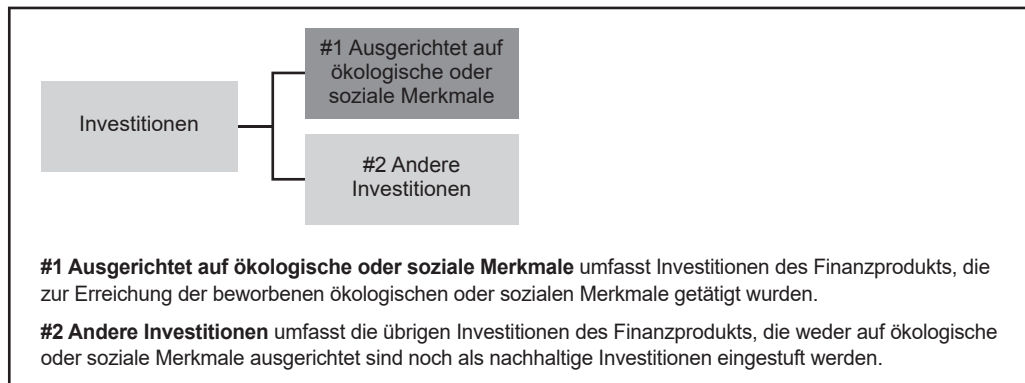 #1 Ausgerichtet auf
ökologische oder
soziale Merkmale
Investitionen
#2 Andere
Investitionen
#1 Ausgerichtet auf ökologische oder soziale Merkmale umfasst Investitionen des Finanzprodukts, die
zur Erreichung der beworbenen ökologischen oder sozialen Merkmale getätigt wurden.
#2 Andere Investitionen umfasst die übrigen Investitionen des Finanzprodukts, die weder auf ökologische
oder soziale Merkmale ausgerichtet sind noch als nachhaltige Investitionen eingestuft werden.